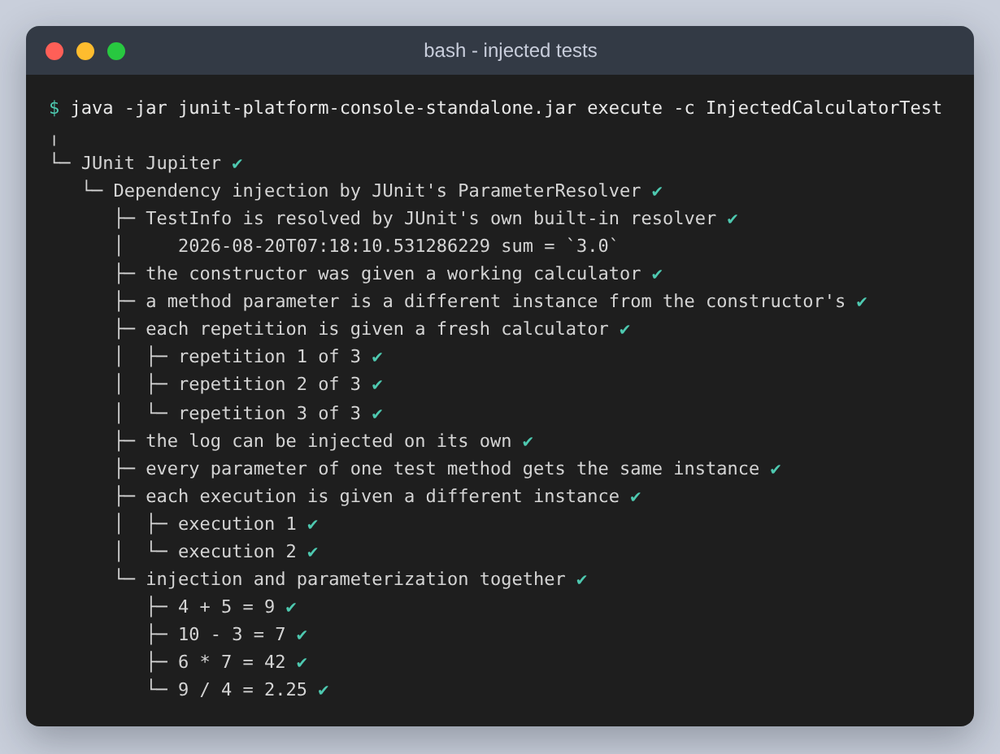 bash - injected tests
$ java -jar junit-platform-console-standalone.jar execute -c InjectedCalculatorTest
╷
└─ JUnit Jupiter ✔
   └─ Dependency injection by JUnit's ParameterResolver ✔
      ├─ TestInfo is resolved by JUnit's own built-in resolver ✔
      │     2026-08-20T07:18:10.531286229 sum = `3.0`
      ├─ the constructor was given a working calculator ✔
      ├─ a method parameter is a different instance from the constructor's ✔
      ├─ each repetition is given a fresh calculator ✔
      │  ├─ repetition 1 of 3 ✔
      │  ├─ repetition 2 of 3 ✔
      │  └─ repetition 3 of 3 ✔
      ├─ the log can be injected on its own ✔
      ├─ every parameter of one test method gets the same instance ✔
      ├─ each execution is given a different instance ✔
      │  ├─ execution 1 ✔
      │  └─ execution 2 ✔
      └─ injection and parameterization together ✔
         ├─ 4 + 5 = 9 ✔
         ├─ 10 - 3 = 7 ✔
         ├─ 6 * 7 = 42 ✔
         └─ 9 / 4 = 2.25 ✔